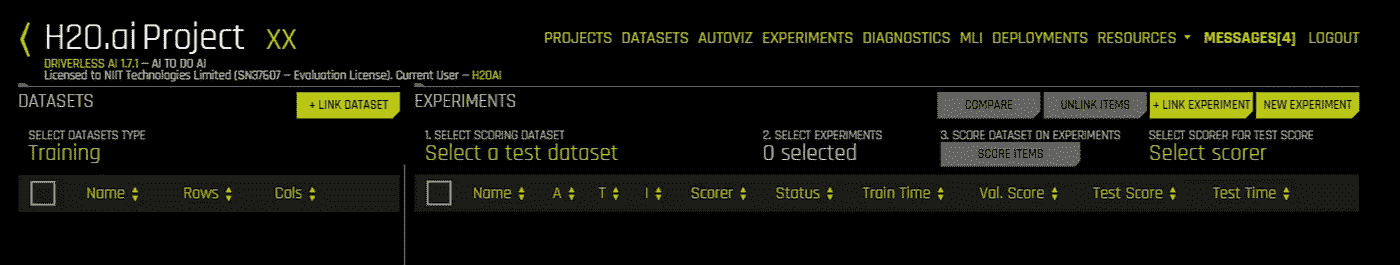 H2O.ai Project XX
PROJECTS DATASETS AUTOVIZ EXPERIMENTS DIAGNOSTICS MLI DEPLOYMENTS RESOURCES MESSAGES[4] LOGOUT
DRIVERLESS AI 1.7.1 – AI TO DO AI
Licensed to NIIT Technologies Limited (SN37607 – Evaluation License). Current User – H2OAI
DATASETS
+ LINK DATASET
SELECT DATASETS TYPE
Training
Name Rows Cols
EXPERIMENTS
COMPARE UNLINK ITEMS + LINK EXPERIMENT NEW EXPERIMENT
1. SELECT SCORING DATASET
Select a test dataset
2. SELECT EXPERIMENTS
0 selected
3. SCORE DATASET ON EXPERIMENTS
SCORE ITEMS
SELECT SCORER FOR TEST SCORE
Select scorer
Name A T I Scorer Status Train Time Val. Score Test Score Test Time